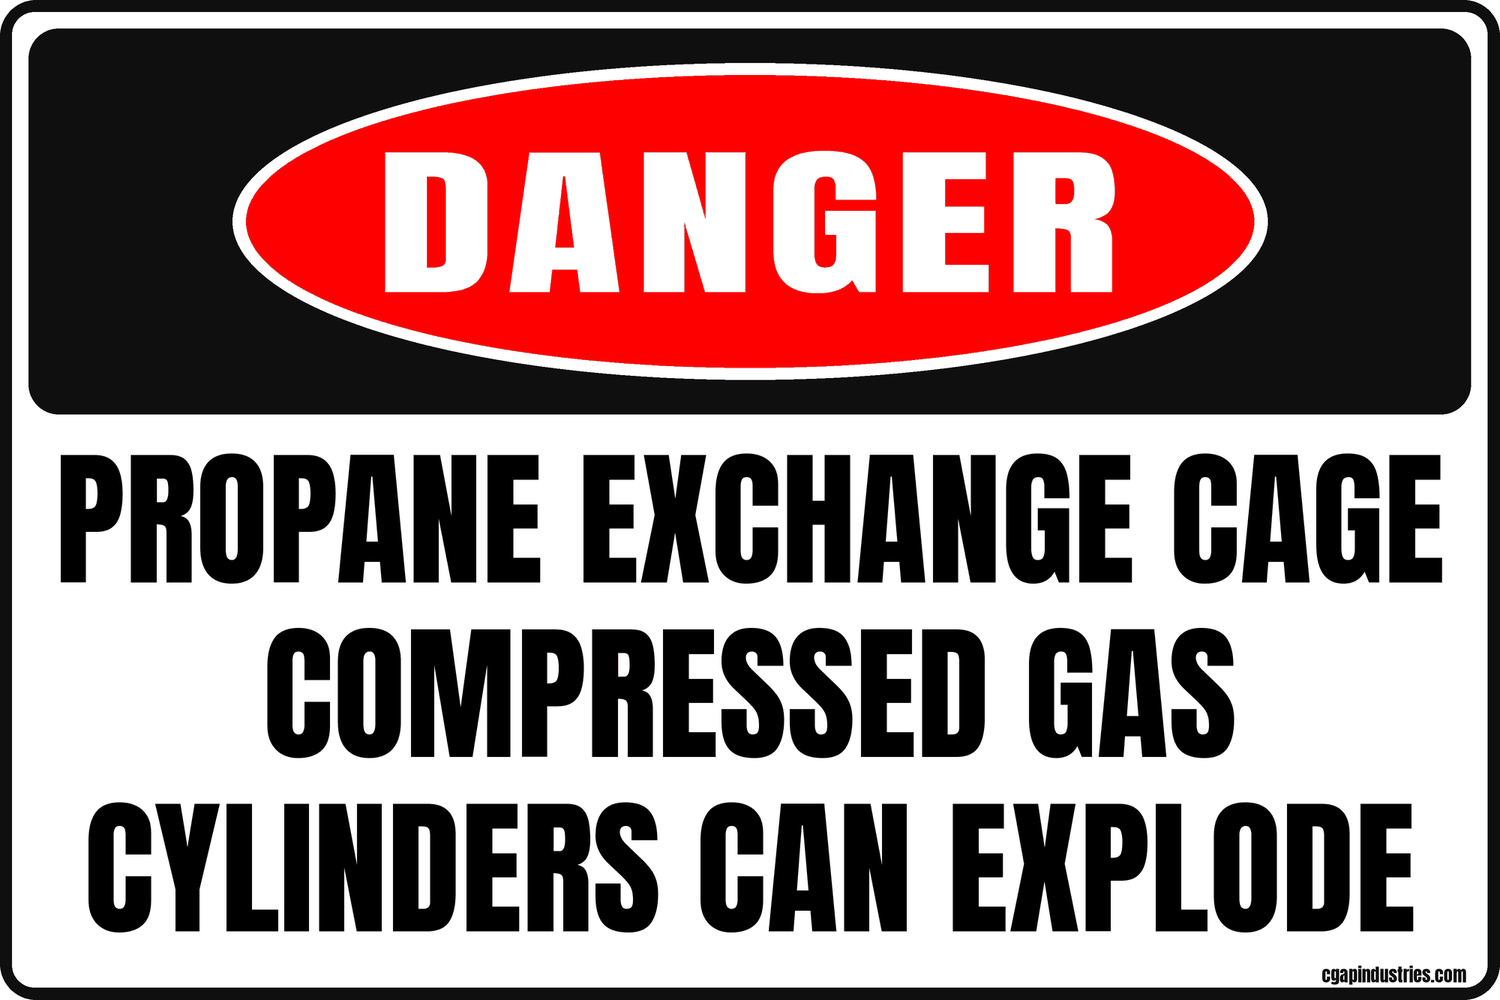 DANGER
PROPANE EXCHANGE CAGE
COMPRESSED GAS
CYLINDERS CAN EXPLODE
cgapindustries.com